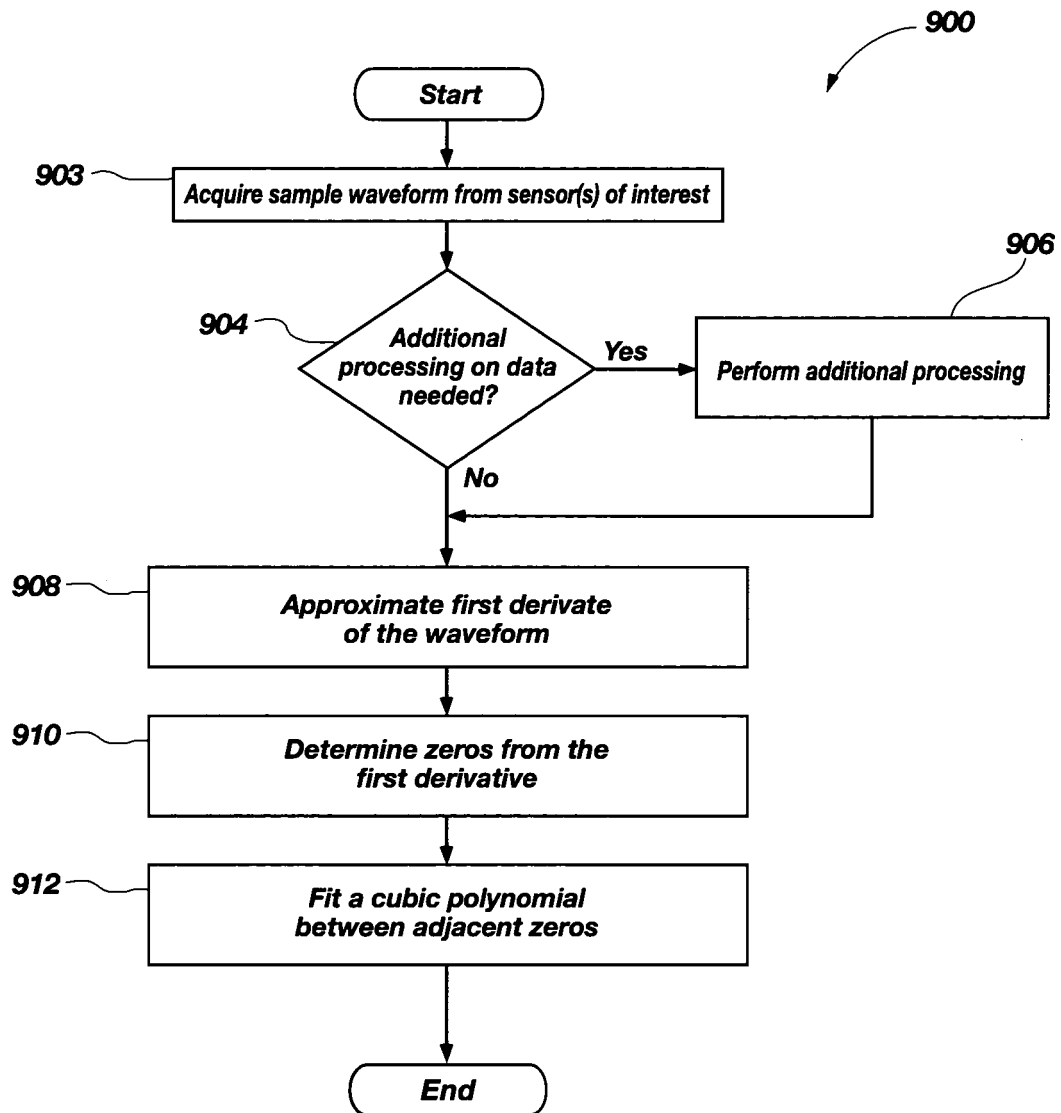 900
Start
903
Acquire sample waveform from sensor(s) of interest
906
904
Additional
processing on data
needed?
Yes
Perform additional processing
No
908
Approximate first derivate
of the waveform
910
Determine zeros from the
first derivative
912
Fit a cubic polynomial
between adjacent zeros
End